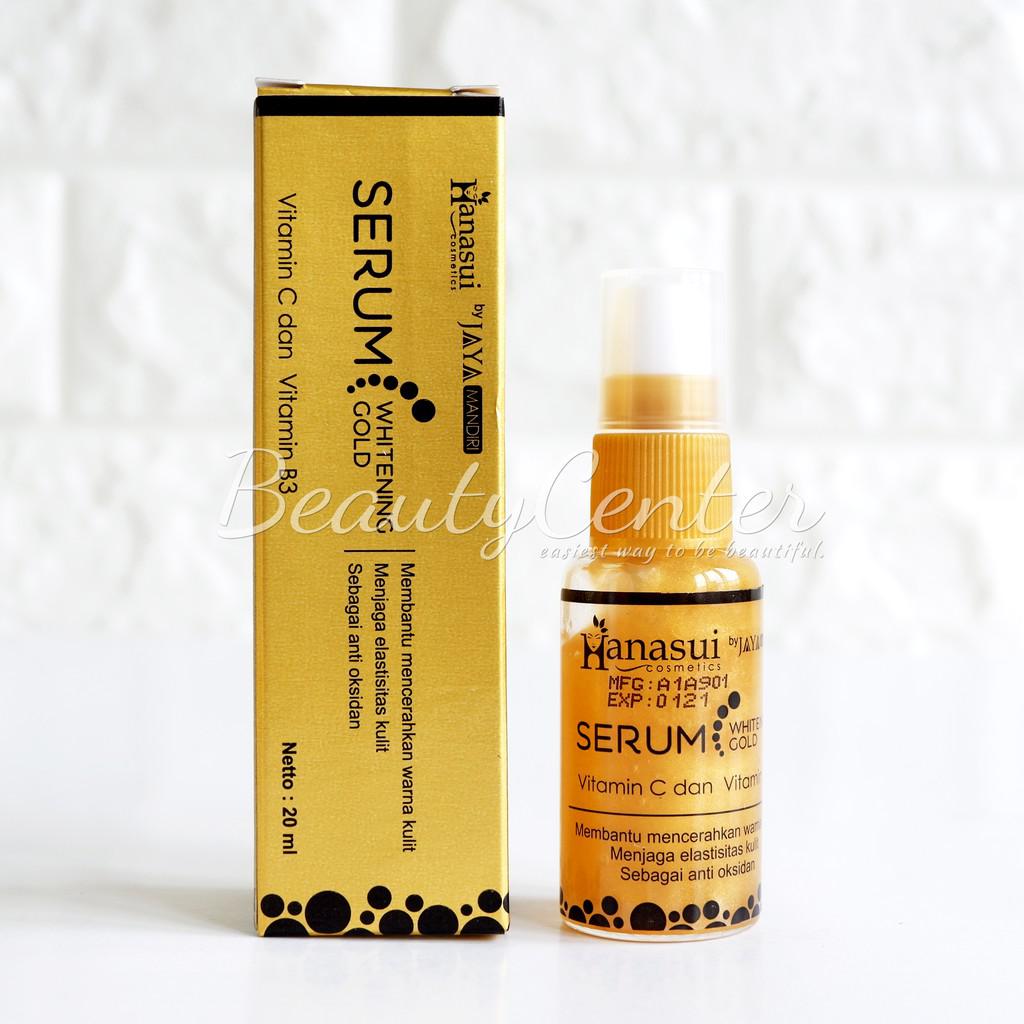 Hanasui
cosmetics
by JAYA MANDIRI
SERUM
WHITENING
GOLD
Vitamin C dan Vitamin B3
Membantu mencerahkan warna kulit
Menjaga elastisitas kulit
Sebagai anti oksidan
Netto : 20 ml
BeautyCenter
easiest way to be beautiful.
Hanasui
cosmetics
by JAYA
MFG:A1A901
EXP:0121
SERUM
GOLD
Vitamin C dan
Membantu mencerahkan
Menjaga elastisitas kulit
Sebagai anti oksidan